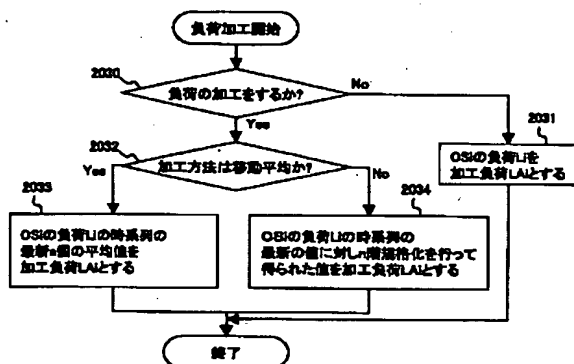 負荷加工開始
2030
負荷の加工をするか?
No
Yes
2031
OSiの負荷Liを
加工負荷LAiとする
2032
加工方法は移動平均か?
Yes
No
2033
OSiの負荷Liの時系列の
最新n個の平均値を
加工負荷LAiとする
2034
OSiの負荷Liの時系列の
最新の値に対しn階
化を行って
得られた値を加工負荷LAiとする
終了